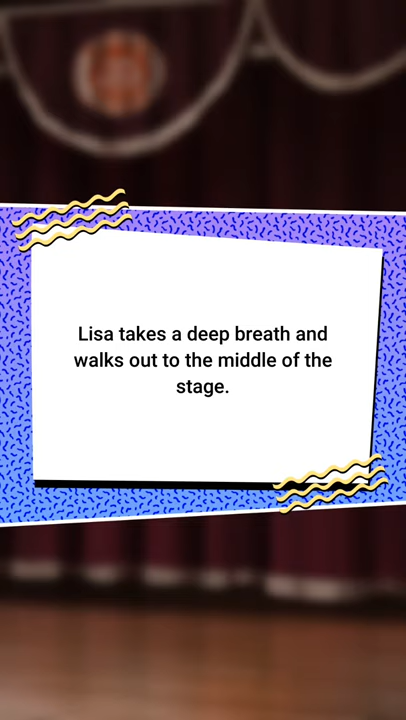 Lisa takes a deep breath and
walks out to the middle of the
stage.